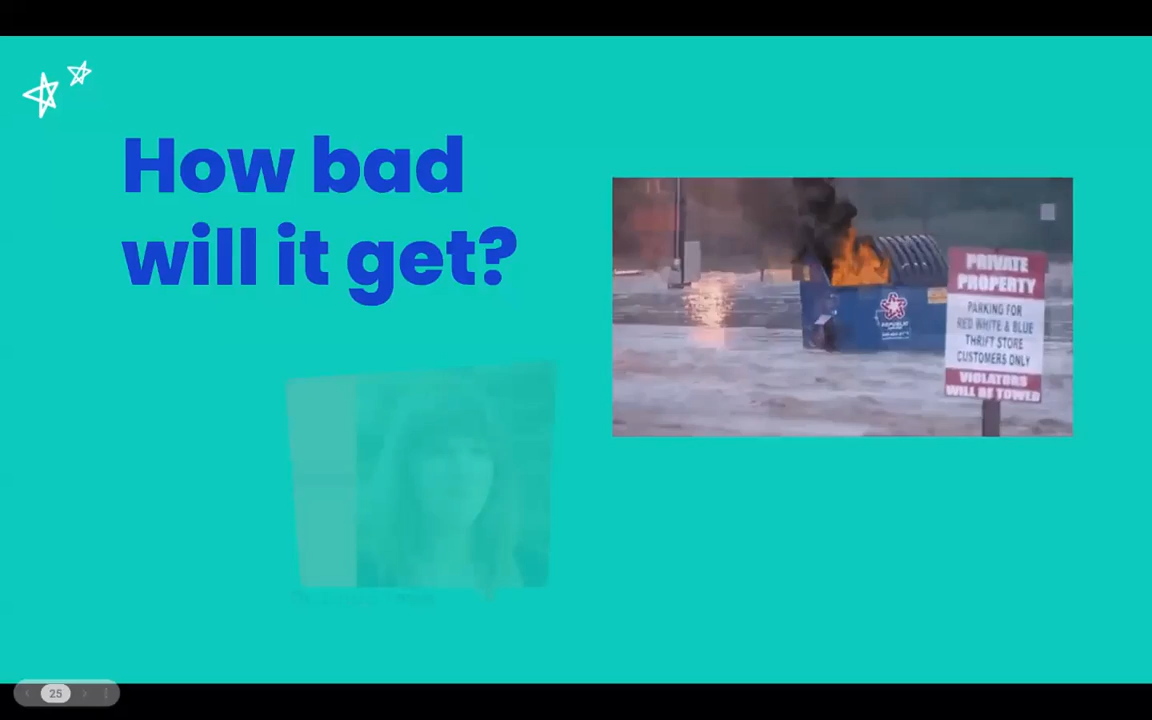 How bad
will it get?
PRIVATE
PROPERTY
PARKING FOR
RED WHITE & BLUE
THRIFT STORE
CUSTOMERS ONLY
VIOLATORS
WILL BE TOWED
REPUBLIC
25